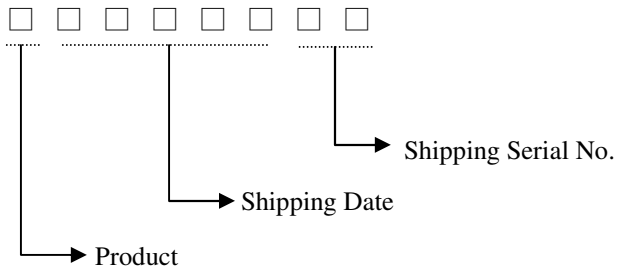 □ □ □ □ □ □ □ □
Shipping Serial No.
Shipping Date
Product